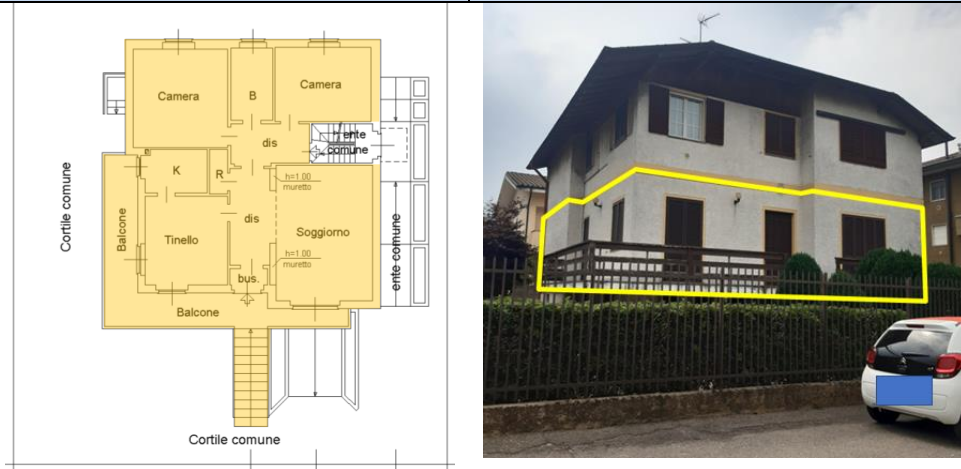 Camera
B
Camera
dis
ente
comune
K
R
h=1.00
muretto
Cortile comune
Balcone
dis
Tinello
Soggiorno
h=1.00
muretto
ente comune
bus.
Balcone
Cortile comune